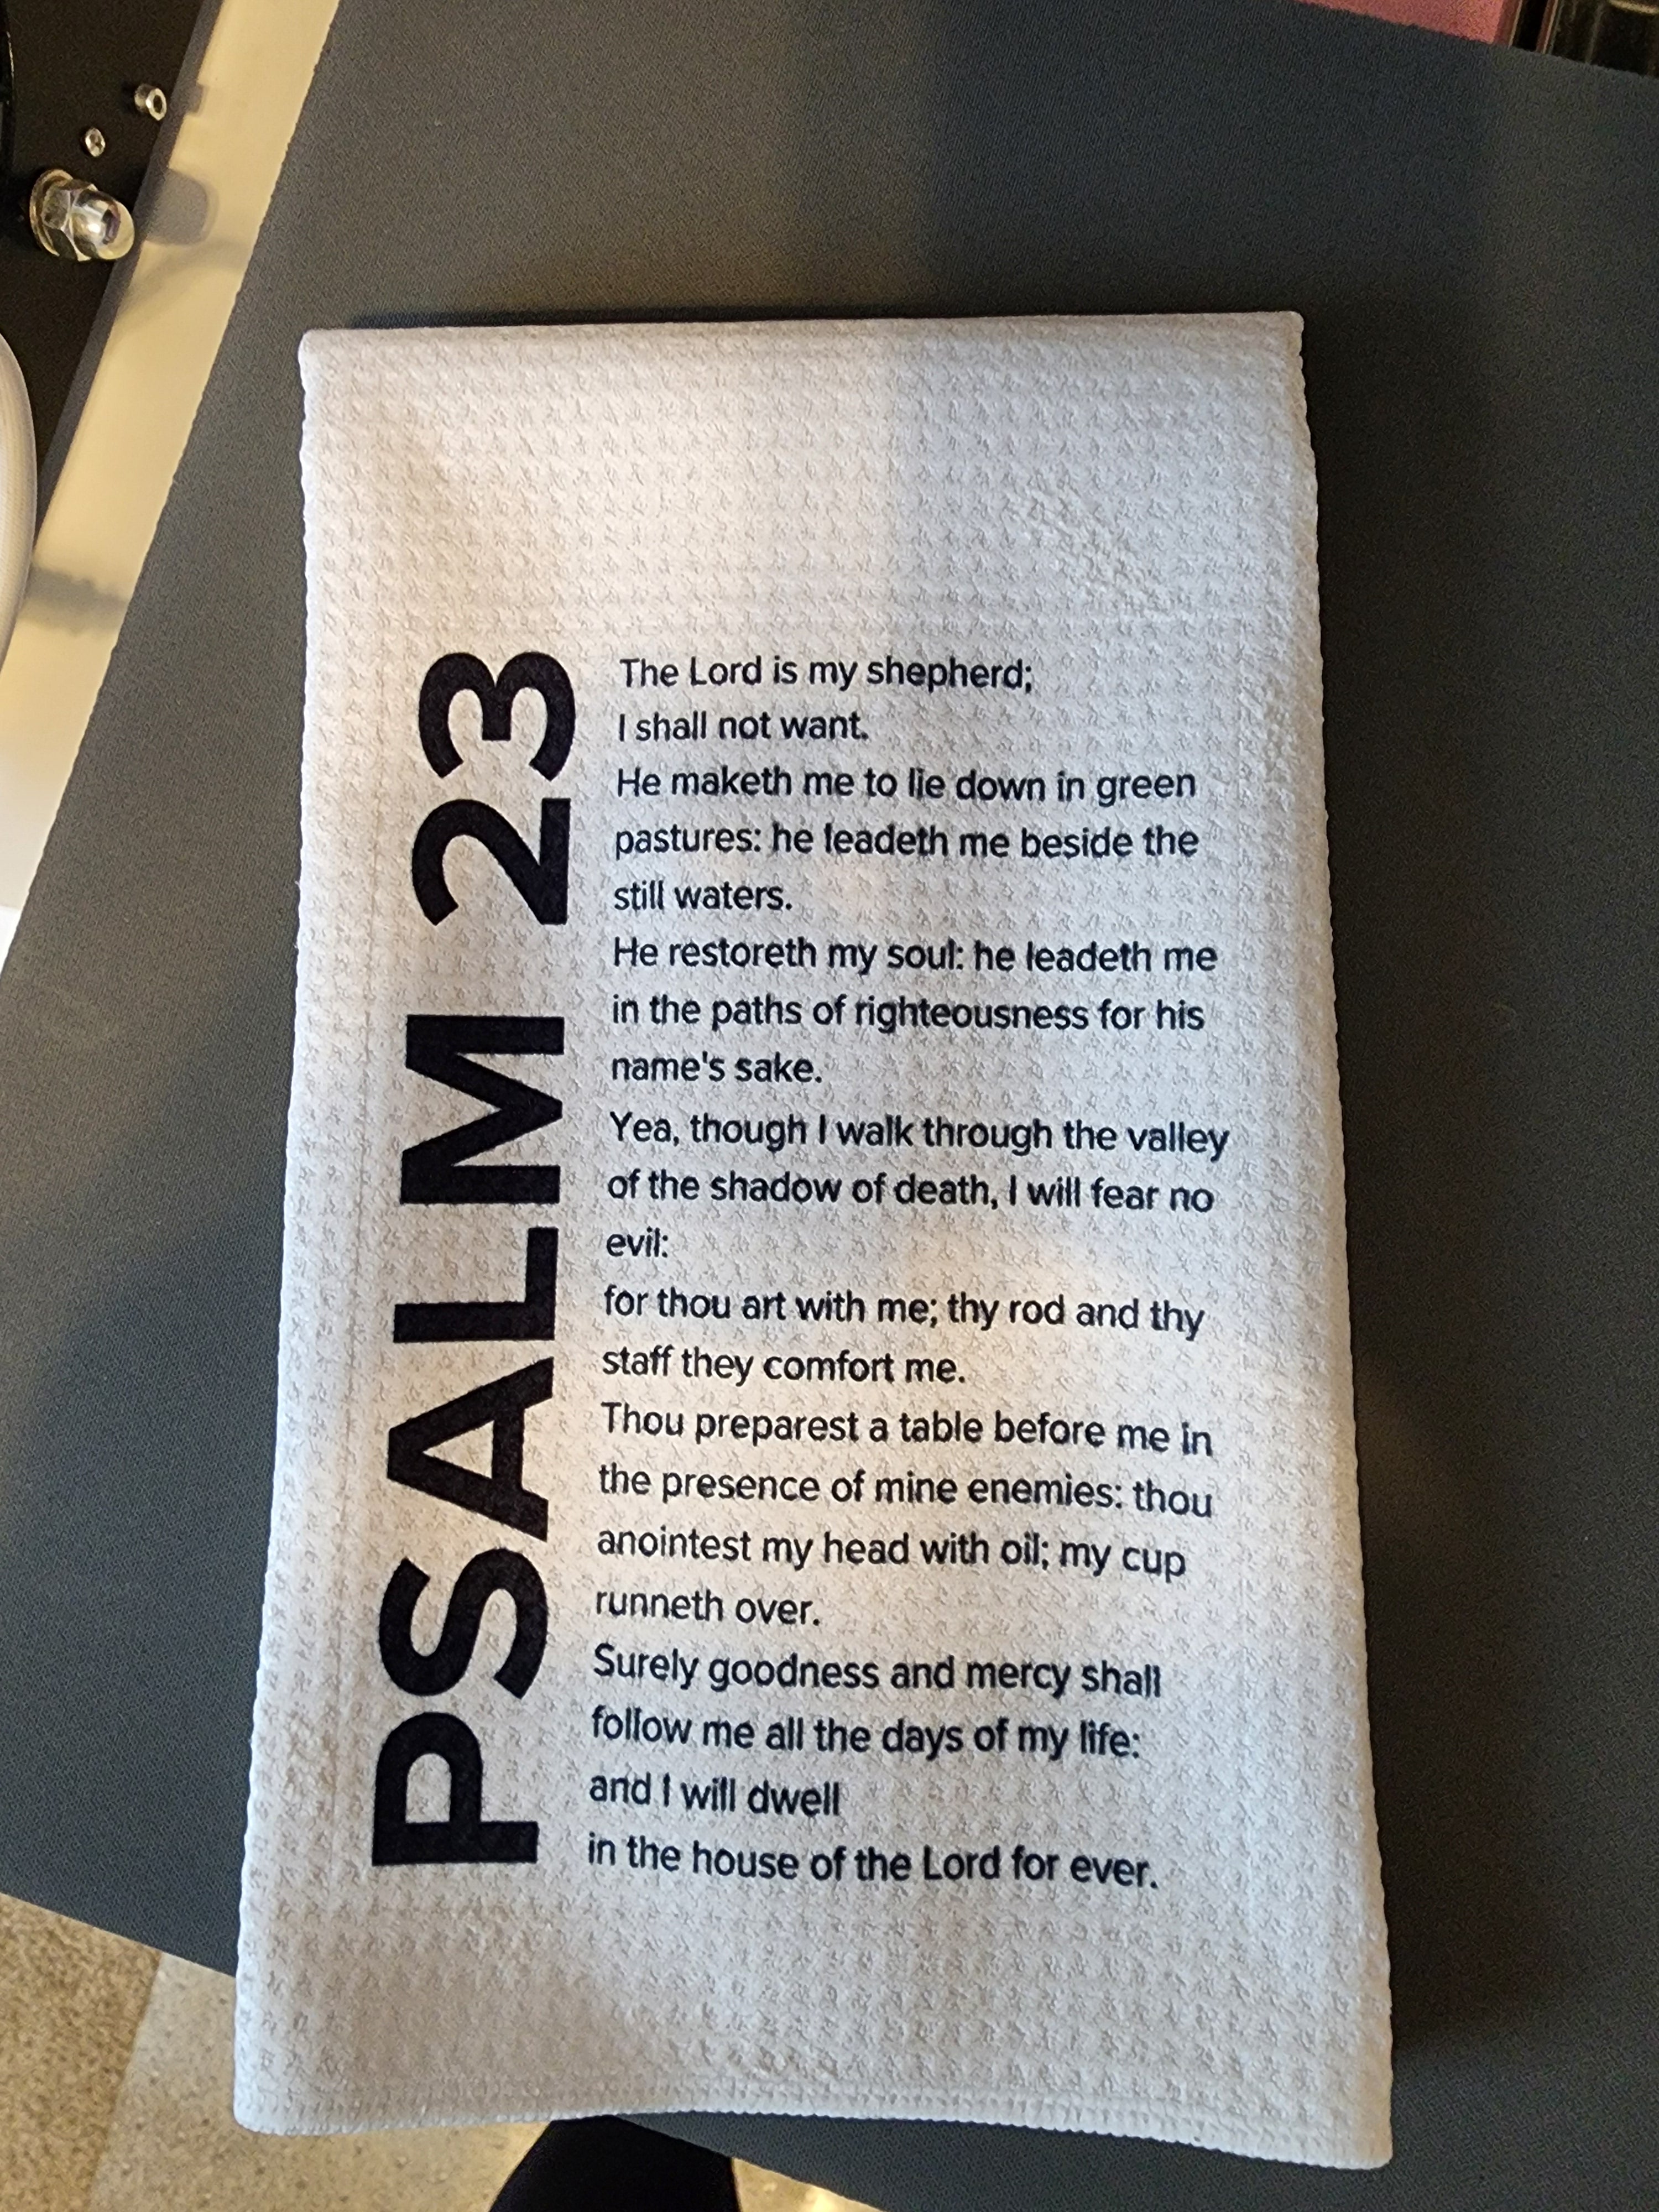 PSALM 23
The Lord is my shepherd;
I shall not want.
He maketh me to lie down in green
pastures: he leadeth me beside the
still waters.
He restoreth my soul: he leadeth me
in the paths of righteousness for his
name's sake.
Yea, though I walk through the valley
of the shadow of death, I will fear no
evil:
for thou art with me; thy rod and thy
staff they comfort me.
Thou preparest a table before me in
the presence of mine enemies: thou
anointest my head with oil; my cup
runneth over.
Surely goodness and mercy shall
follow me all the days of my life:
and I will dwell
in the house of the Lord for ever.